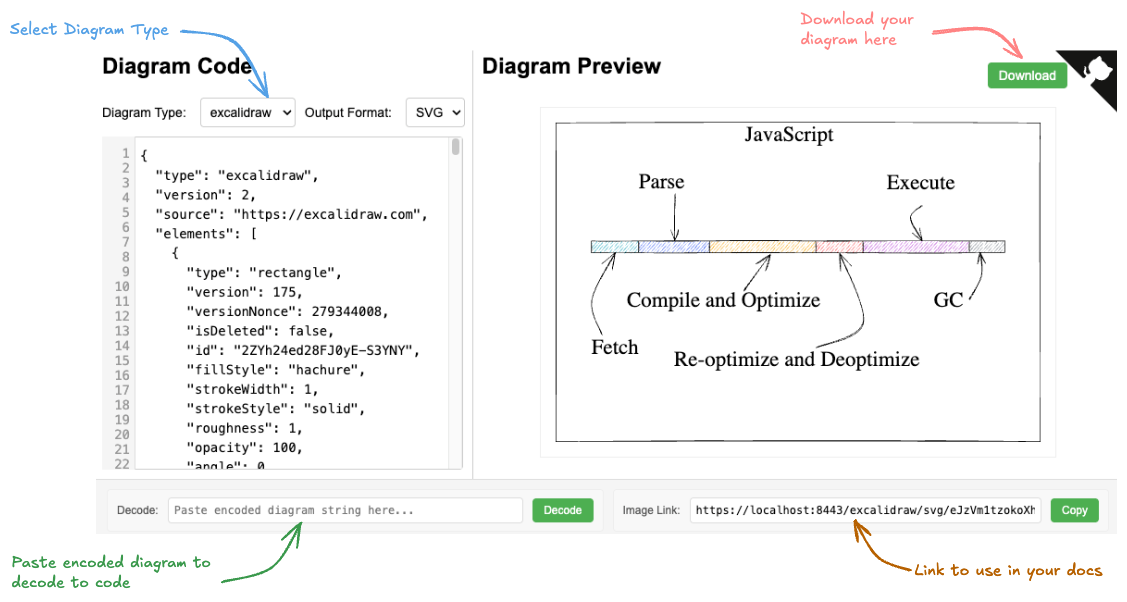 Select Diagram Type
Download your
diagram here
Diagram Code
Diagram Preview
Download
Diagram Type:
excalidraw
Output Format:
SVG
1
2
3
4
5
6
7
8
9
10
11
12
13
14
15
16
17
18
19
20
21
22
{
"type": "excalidraw",
"version": 2,
"source": "https://excalidraw.com",
"elements": [
{
"type": "rectangle",
"version": 175,
"versionNonce": 279344008,
"isDeleted": false,
"id": "2ZYh24ed28FJ0yE-S3YNY",
"fillStyle": "hachure",
"strokeWidth": 1,
"strokeStyle": "solid",
"roughness": 1,
"opacity": 100,
"angle": 0
JavaScript
Parse
Execute
Compile and Optimize
GC
Fetch
Re-optimize and Deoptimize
Decode:
Paste encoded diagram string here...
Decode
Image Link:
https://localhost:8443/excalidraw/svg/eJzVm1tzokoXh
Copy
Paste encoded diagram to
decode to code
Link to use in your docs